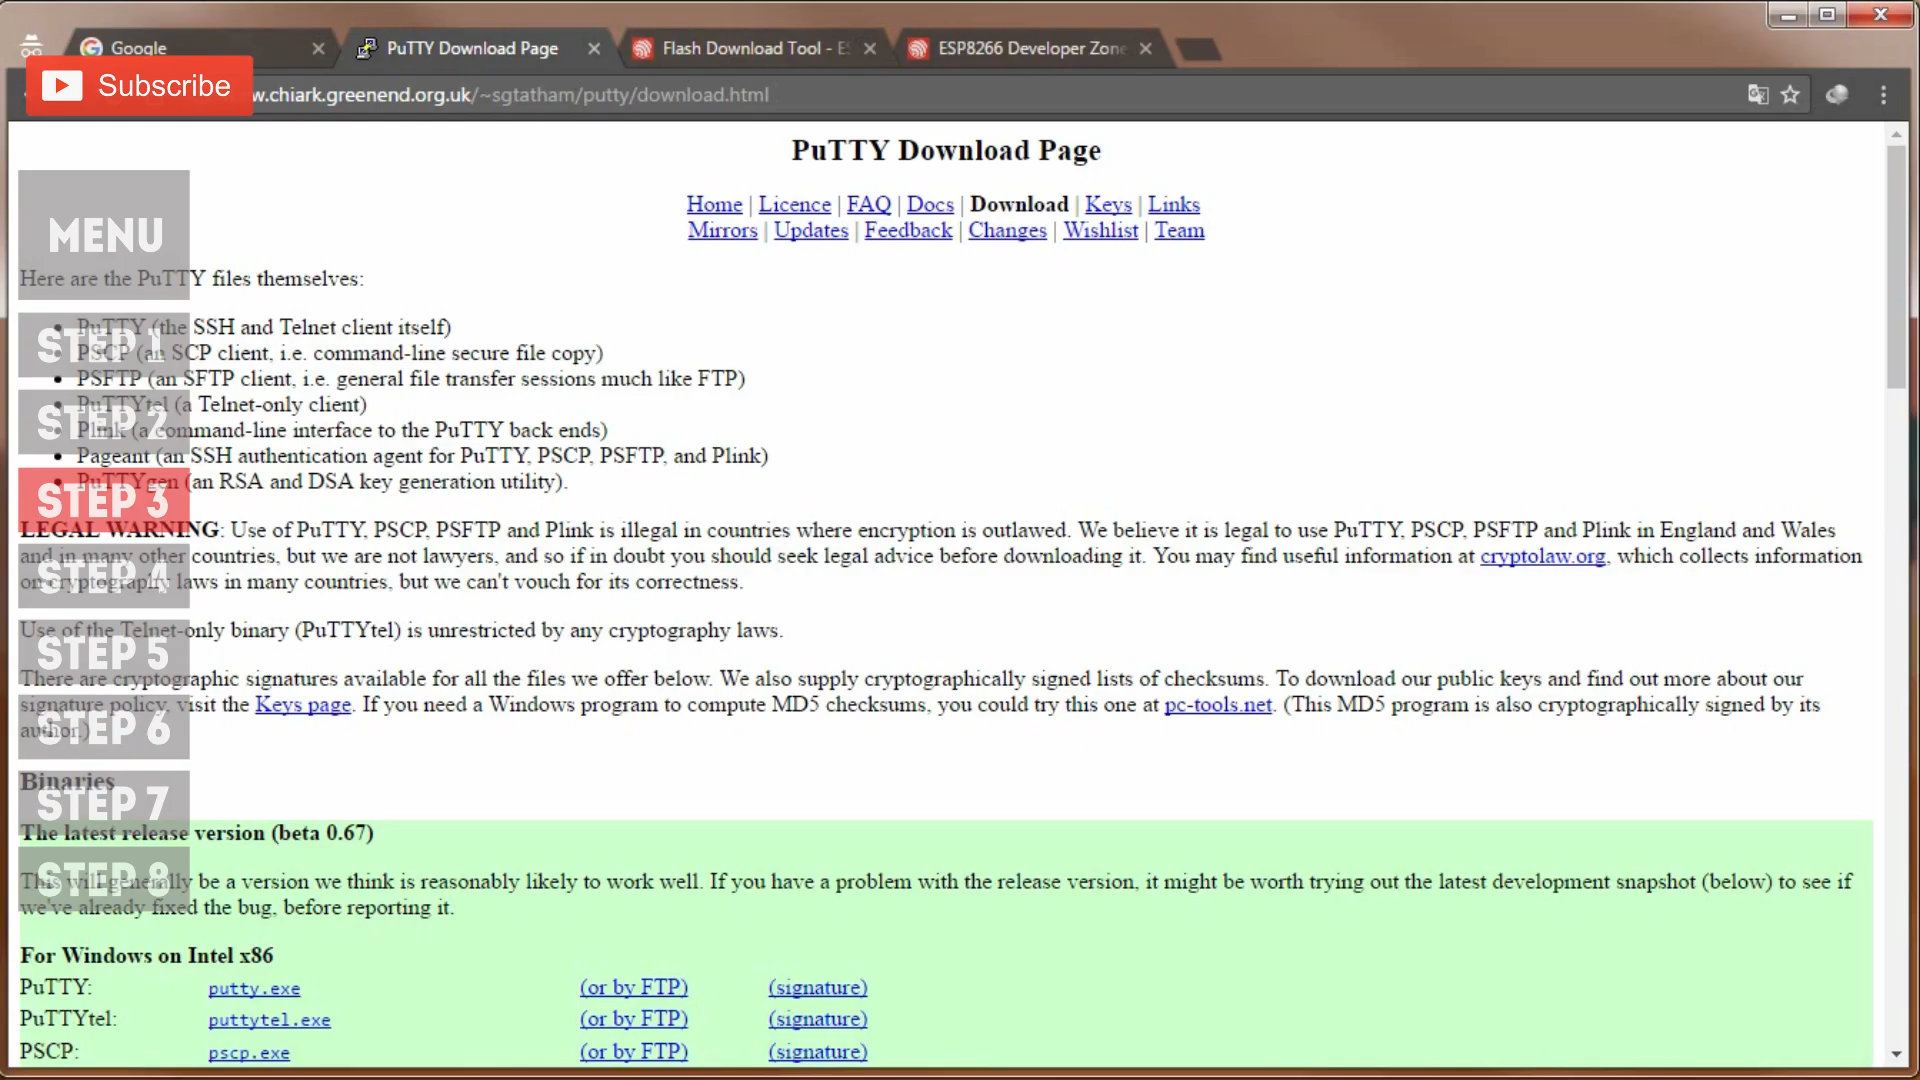 Google
PuTTY Download Page
Flash Download Tool - ES
ESP8266 Developer Zone
Subscribe
w.chiark.greenend.org.uk/~sgtatham/putty/download.html
PuTTY Download Page
Home | Licence | FAQ | Docs | Download | Keys | Links
Mirrors | Updates | Feedback | Changes | Wishlist | Team
MENU
Here are the PuTTY files themselves:
STEP 1
STEP 2
STEP 3
STEP 4
STEP 5
STEP 6
STEP 7
STEP 8
• PuTTY (the SSH and Telnet client itself)
• PSCP (an SCP client, i.e. command-line secure file copy)
• PSFTP (an SFTP client, i.e. general file transfer sessions much like FTP)
• PuTTYtel (a Telnet-only client)
• Plink (a command-line interface to the PuTTY back ends)
• Pageant (an SSH authentication agent for PuTTY, PSCP, PSFTP, and Plink)
• PuTTYgen (an RSA and DSA key generation utility).
LEGAL WARNING: Use of PuTTY, PSCP, PSFTP and Plink is illegal in countries where encryption is outlawed. We believe it is legal to use PuTTY, PSCP, PSFTP and Plink in England and Wales
and in many other countries, but we are not lawyers, and so if in doubt you should seek legal advice before downloading it. You may find useful information at cryptolaw.org, which collects information
on cryptography laws in many countries, but we can't vouch for its correctness.
Use of the Telnet-only binary (PuTTYtel) is unrestricted by any cryptography laws.
There are cryptographic signatures available for all the files we offer below. We also supply cryptographically signed lists of checksums. To download our public keys and find out more about our
signature policy, visit the Keys page. If you need a Windows program to compute MD5 checksums, you could try this one at pc-tools.net. (This MD5 program is also cryptographically signed by its
author.)
Binaries
The latest release version (beta 0.67)
This will generally be a version we think is reasonably likely to work well. If you have a problem with the release version, it might be worth trying out the latest development snapshot (below) to see if
we've already fixed the bug, before reporting it.
For Windows on Intel x86
PuTTY: putty.exe (or by FTP) (signature)
PuTTYtel: puttytel.exe (or by FTP) (signature)
PSCP: pscp.exe (or by FTP) (signature)